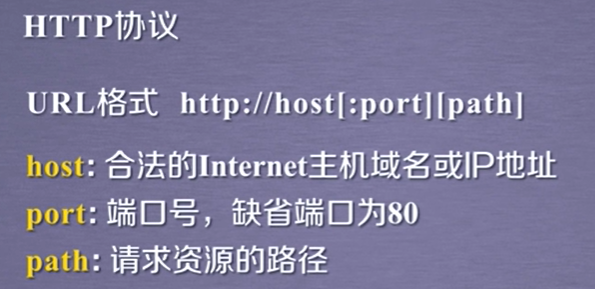 HTTP协议
URL格式 http://host[:port][path]
host: 合法的Internet主机域名或IP地址
port: 端口号，缺省端口为80
path: 请求资源的路径